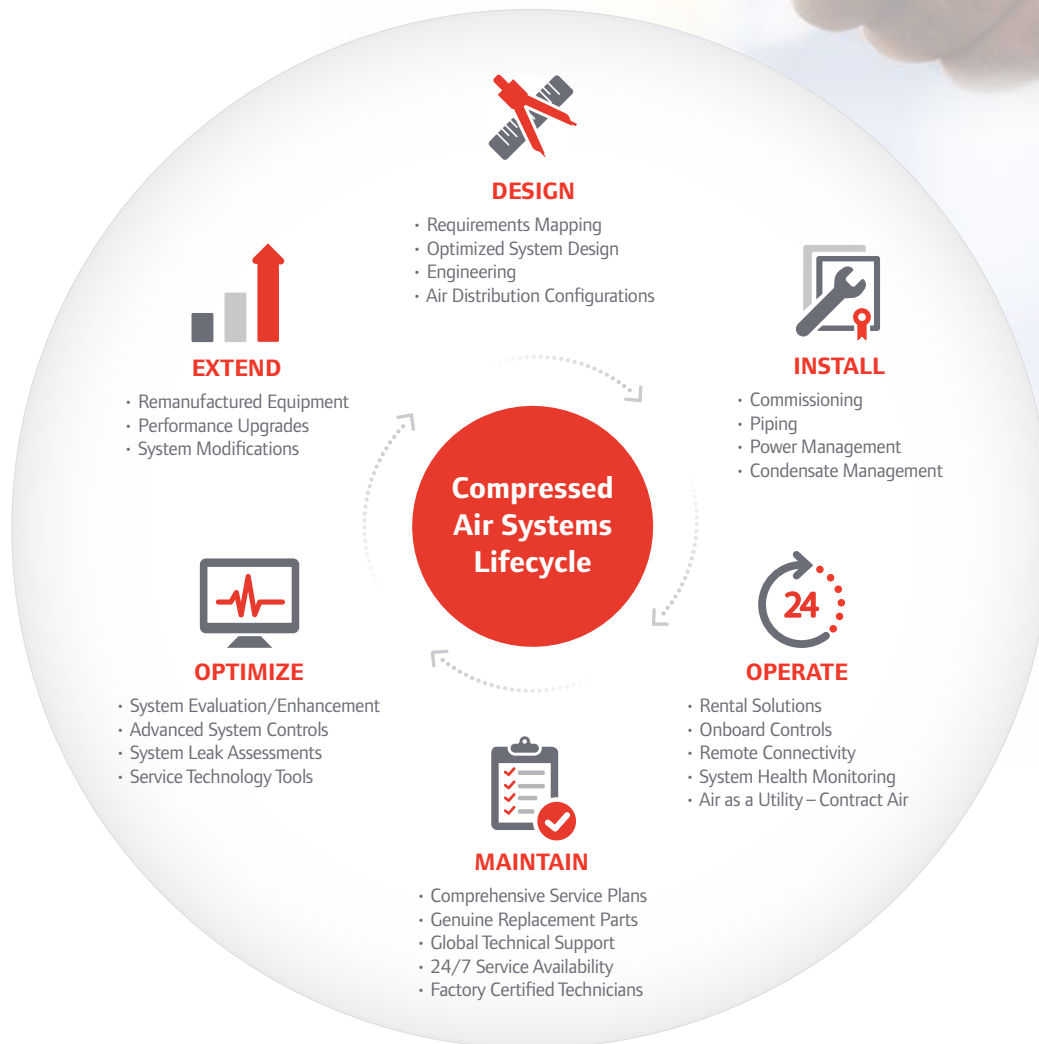 DESIGN
• Requirements Mapping
• Optimized System Design
• Engineering
• Air Distribution Configurations
INSTALL
• Commissioning
• Piping
• Power Management
• Condensate Management
24
OPERATE
• Rental Solutions
• Onboard Controls
• Remote Connectivity
• System Health Monitoring
• Air as a Utility – Contract Air
MAINTAIN
• Comprehensive Service Plans
• Genuine Replacement Parts
• Global Technical Support
• 24/7 Service Availability
• Factory Certified Technicians
OPTIMIZE
• System Evaluation/Enhancement
• Advanced System Controls
• System Leak Assessments
• Service Technology Tools
EXTEND
• Remanufactured Equipment
• Performance Upgrades
• System Modifications
Compressed
Air Systems
Lifecycle